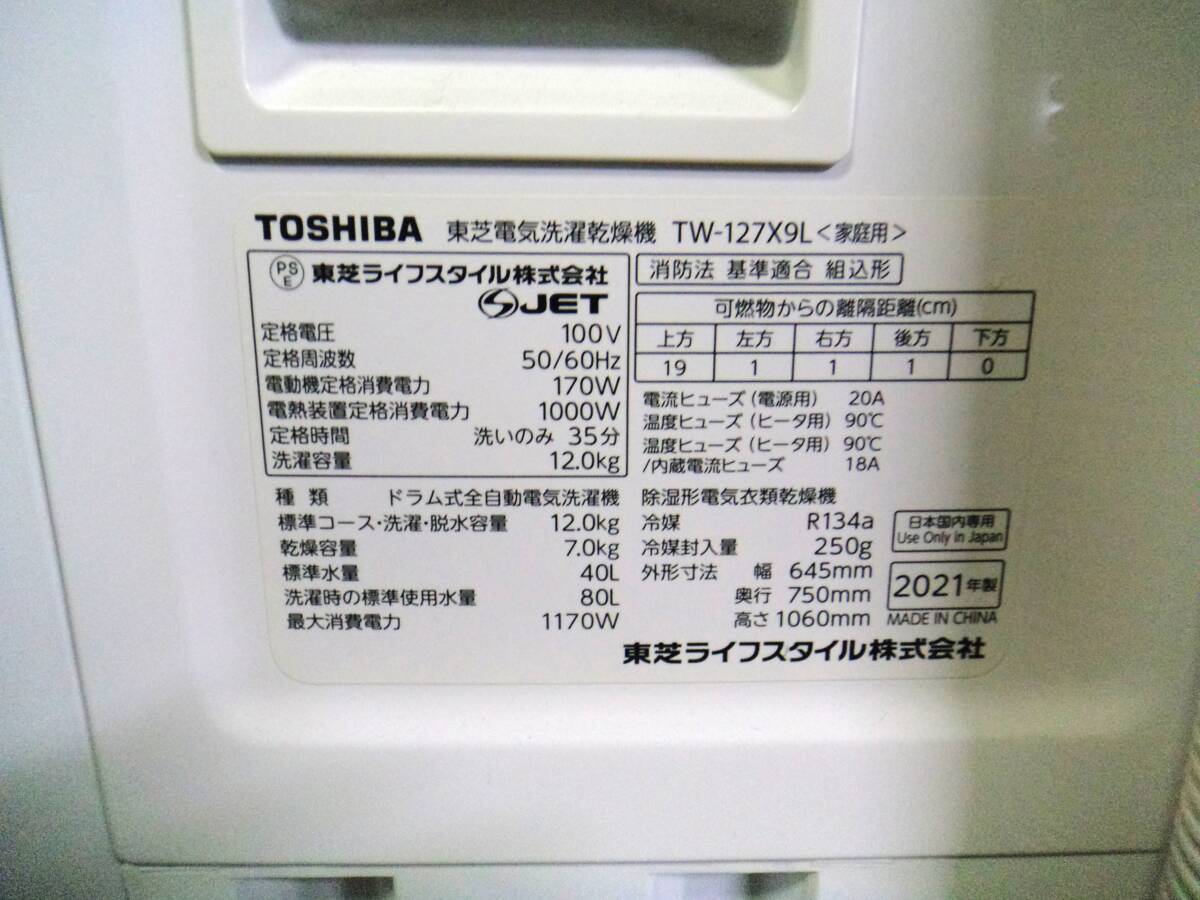 TOSHIBA 東芝電気洗濯乾燥機 TW-127X9L<家庭用>
PSE 東芝ライフスタイル株式会社
JET
定格電圧 100V
定格周波数 50/60Hz
電動機定格消費電力 170W
電熱装置定格消費電力 1000W
定格時間 洗いのみ 35分
洗濯容量 12.0kg
種類 ドラム式全自動電気洗濯機
標準コース・洗濯・脱水容量 12.0kg
乾燥容量 7.0kg
標準水量 40L
洗濯時の標準使用水量 80L
最大消費電力 1170W
消防法 基準適合 組込形
可燃物からの離隔距離(cm)
上方 左方 右方 後方 下方
19 1 1 1 0
電流ヒューズ(電源用) 20A
温度ヒューズ(ヒータ用) 90℃
温度ヒューズ(ヒータ用) 90℃
/内蔵電流ヒューズ 18A
除湿形電気衣類乾燥機
冷媒 R134a
冷媒封入量 250g
外形寸法 幅 645mm
奥行 750mm
高さ 1060mm
日本国内専用
Use Only in Japan
2021年製
MADE IN CHINA
東芝ライフスタイル株式会社